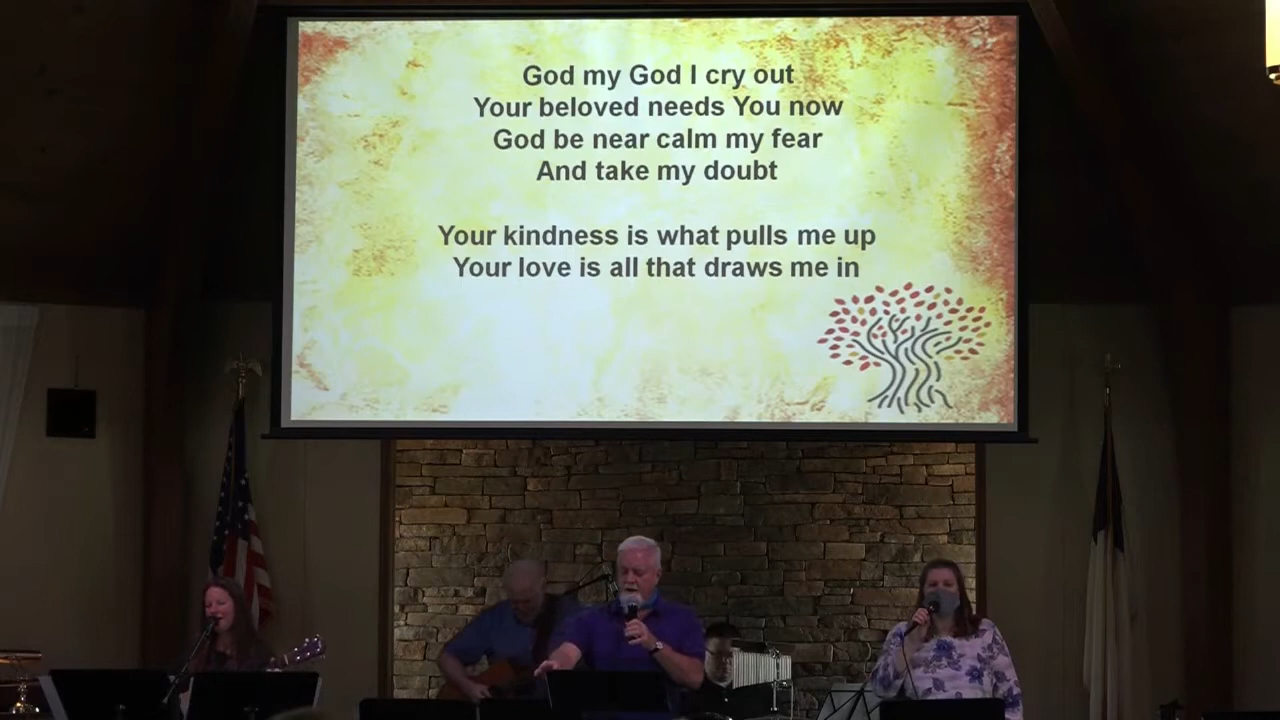 God my God I cry out
Your beloved needs You now
God be near calm my fear
And take my doubt
Your kindness is what pulls me up
Your love is all that draws me in